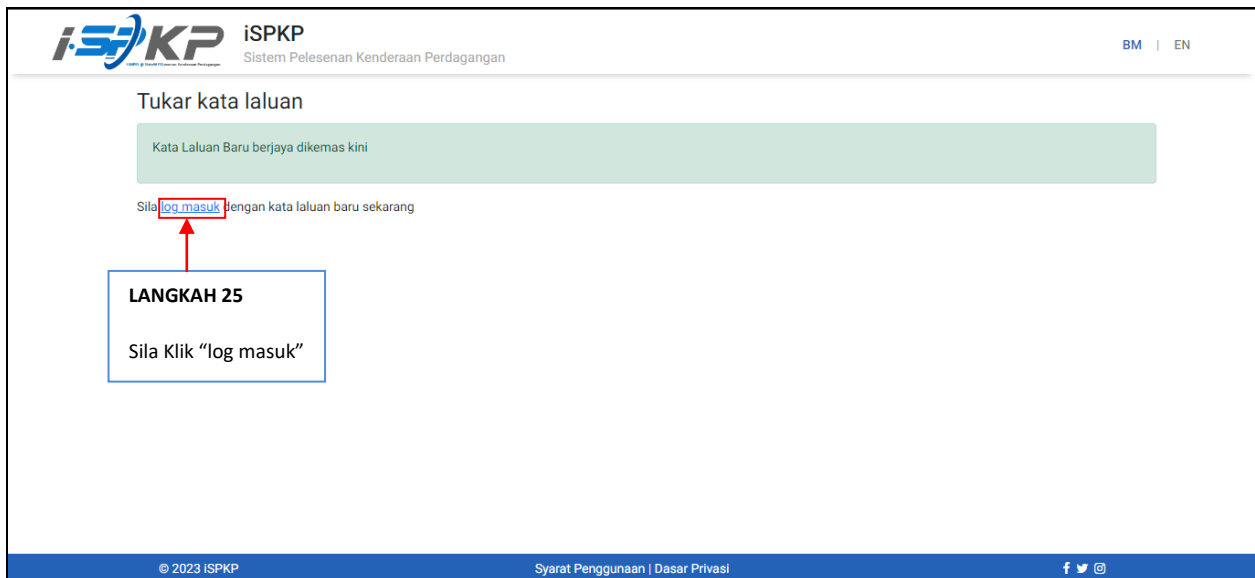 i-SPKP
iSPKP
Sistem Pelesenan Kenderaan Perdagangan
BM | EN
Tukar kata laluan
Kata Laluan Baru berjaya dikemas kini
Sila log masuk dengan kata laluan baru sekarang
LANGKAH 25
Sila Klik “log masuk”
© 2023 iSPKP
Syarat Penggunaan | Dasar Privasi